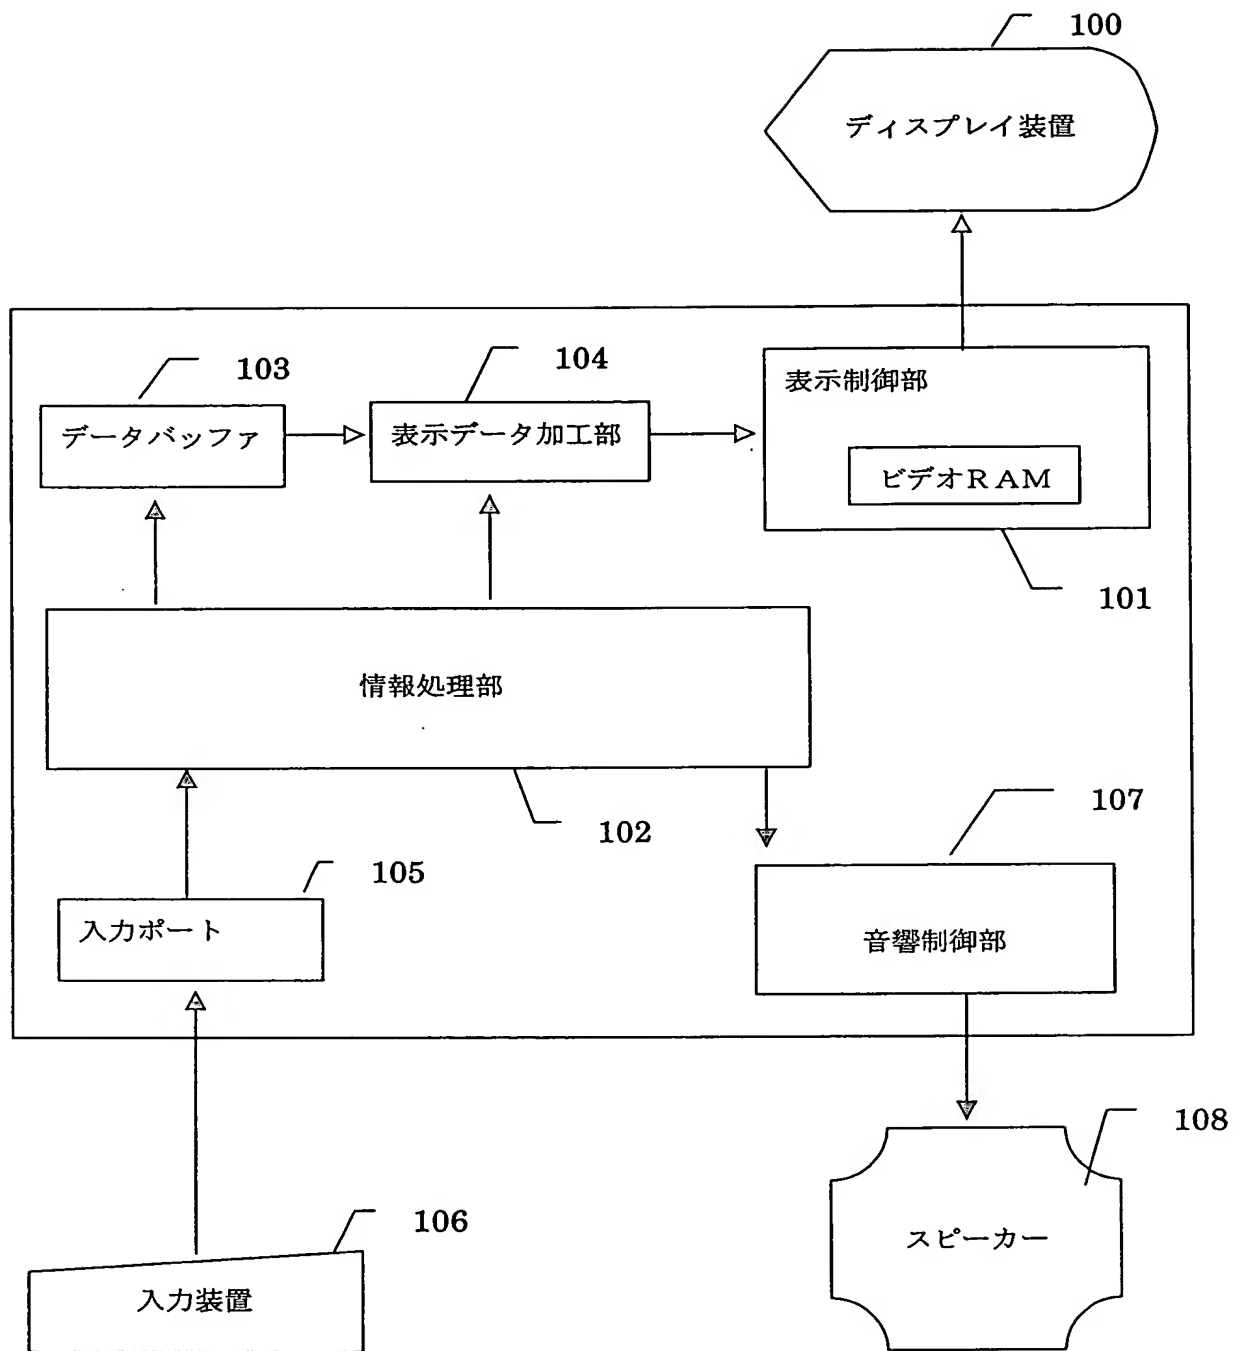 100
ディスプレイ装置
103
104
表示制御部
データバッファ
表示データ加工部
ビデオRAM
101
情報処理部
102
107
105
入力ポート
音響制御部
108
106
スピーカー
入力装置